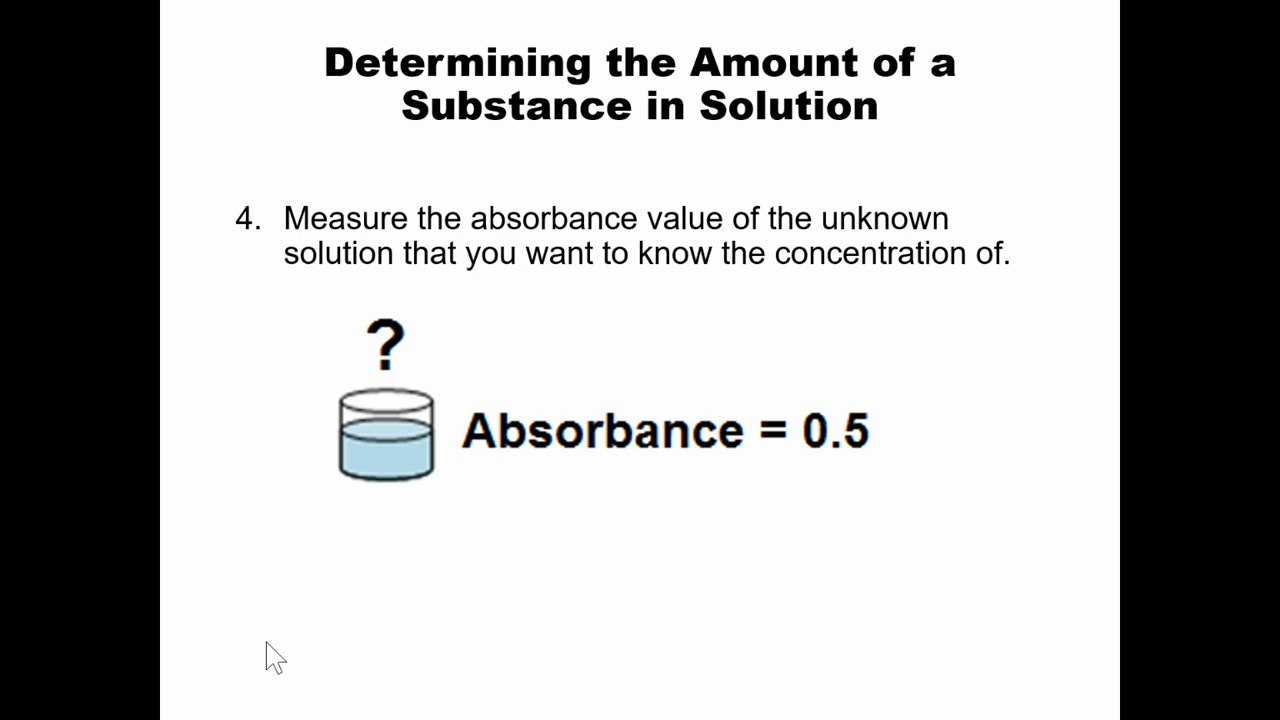 Determining the Amount of a
Substance in Solution
4. Measure the absorbance value of the unknown
solution that you want to know the concentration of.
?
Absorbance = 0.5